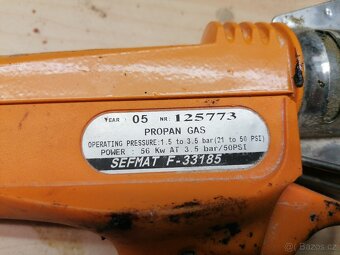 YEAR : 05 NR: 125773
PROPAN GAS
OPERATING PRESSURE:1.5 to 3.5 bar(21 to 50 PSI)
POWER : 56 Kw AT 3.5 bar/50PSI
SEFMAT F-33185
Bazoš.cz